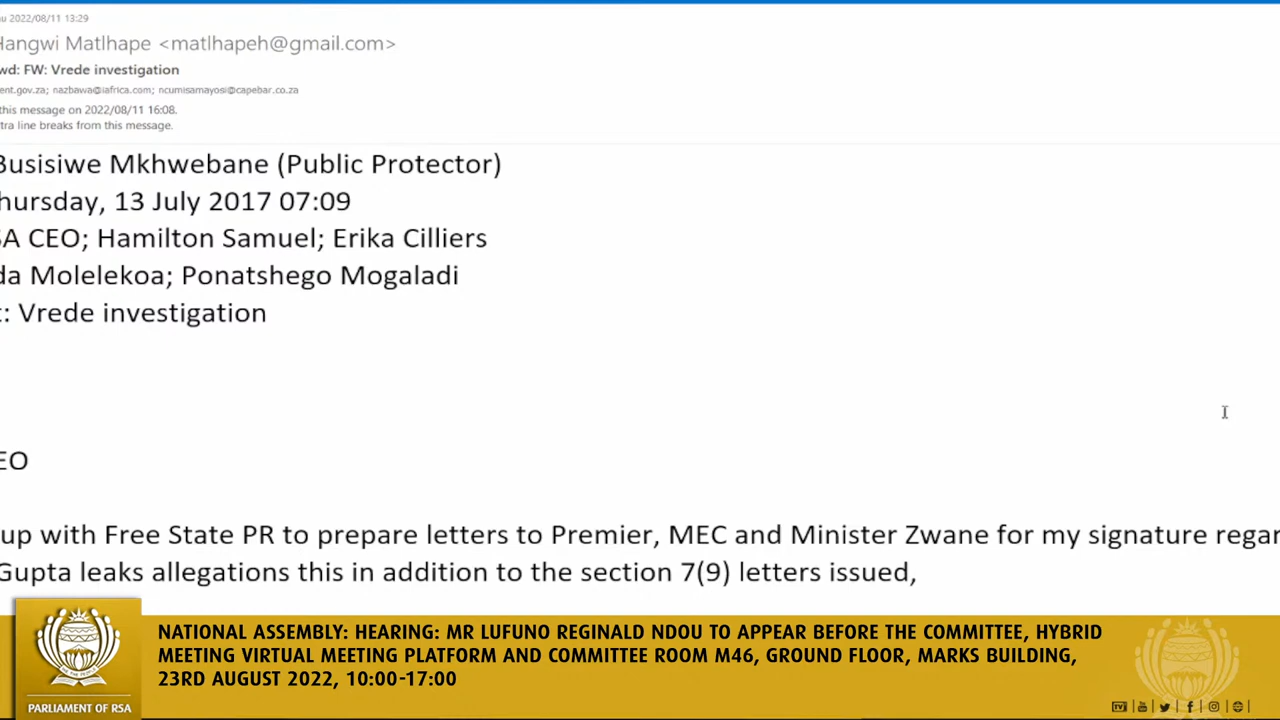 u 2022/08/11 13:29
Hangwi Matlhape <matlhapeh@gmail.com>
wd: FW: Vrede investigation
ent.gov.za; nazbawa@iafrica.com; ncumisamayosi@capebar.co.za
this message on 2022/08/11 16:08.
tra line breaks from this message.
Busisiwe Mkhwebane (Public Protector)
hursday, 13 July 2017 07:09
SA CEO; Hamilton Samuel; Erika Cilliers
da Molelekoa; Ponatshego Mogaladi
t: Vrede investigation
EO
up with Free State PR to prepare letters to Premier, MEC and Minister Zwane for my signature regar
Gupta leaks allegations this in addition to the section 7(9) letters issued,
NATIONAL ASSEMBLY: HEARING: MR LUFUNO REGINALD NDOU TO APPEAR BEFORE THE COMMITTEE, HYBRID
MEETING VIRTUAL MEETING PLATFORM AND COMMITTEE ROOM M46, GROUND FLOOR, MARKS BUILDING,
23RD AUGUST 2022, 10:00-17:00
PARLIAMENT OF RSA